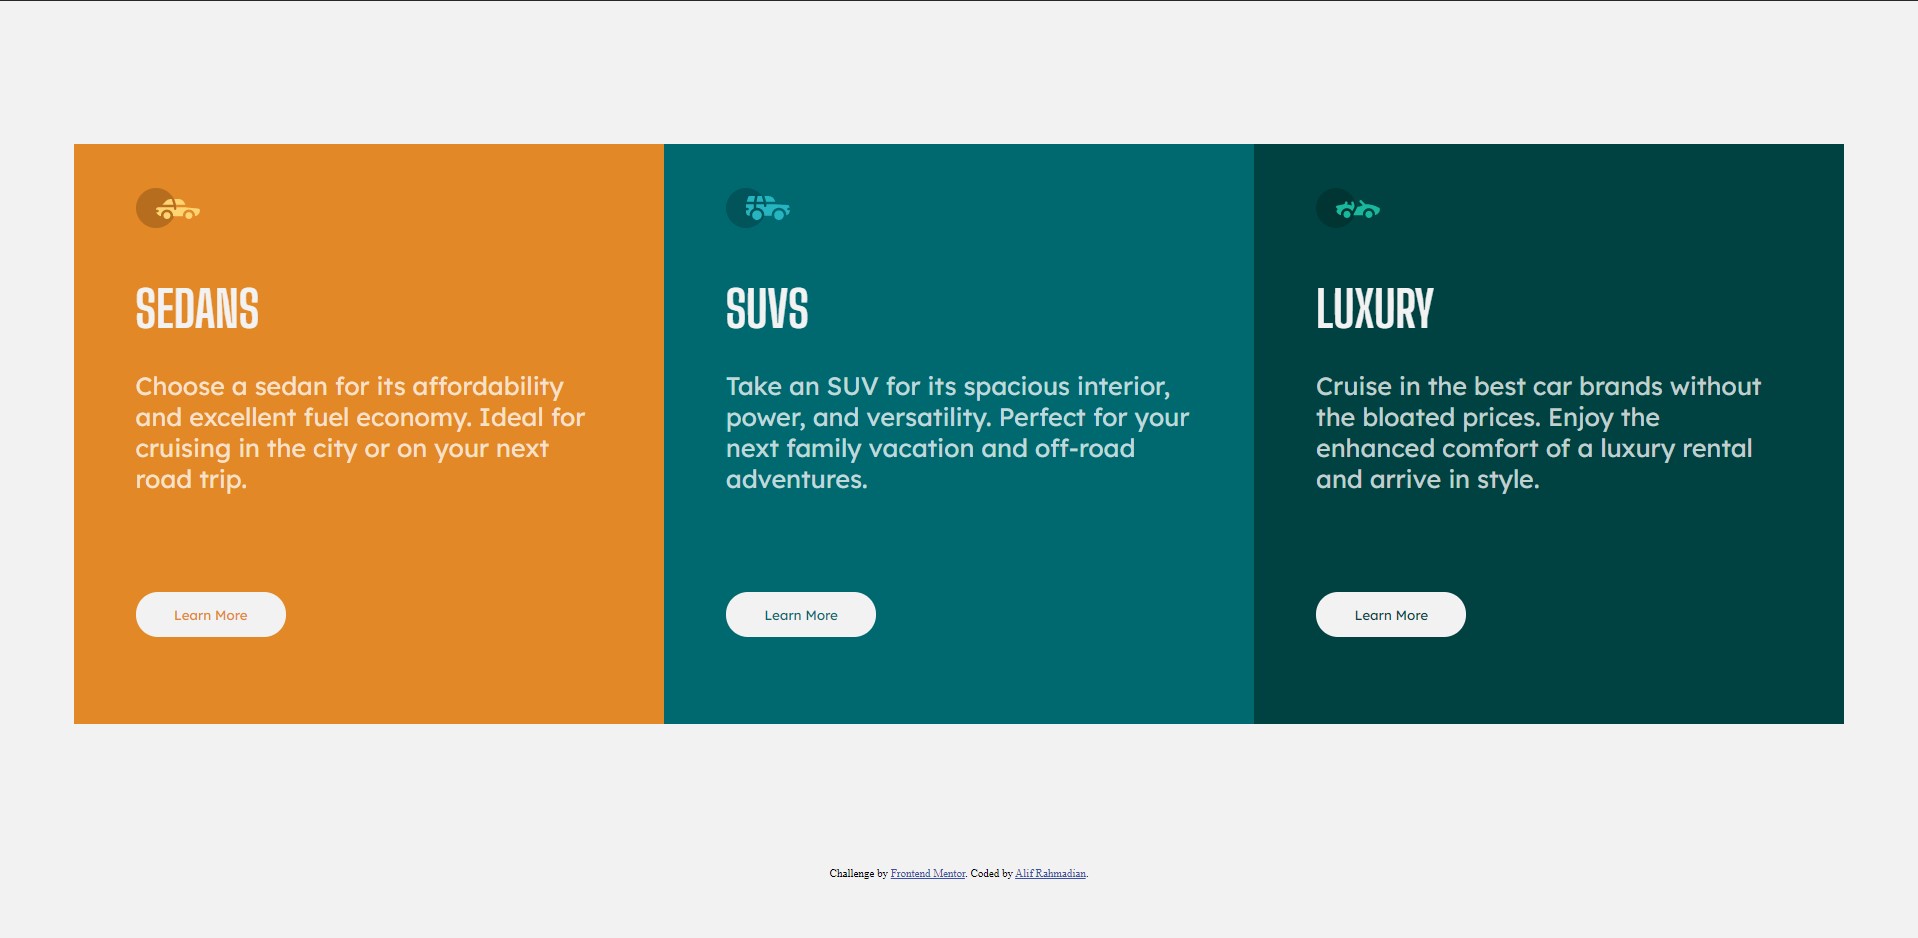 SEDANS
Choose a sedan for its affordability
and excellent fuel economy. Ideal for
cruising in the city or on your next
road trip.
Learn More
SUVS
Take an SUV for its spacious interior,
power, and versatility. Perfect for your
next family vacation and off-road
adventures.
Learn More
LUXURY
Cruise in the best car brands without
the bloated prices. Enjoy the
enhanced comfort of a luxury rental
and arrive in style.
Learn More
Challenge by Frontend Mentor. Coded by Alif Rahmadian.